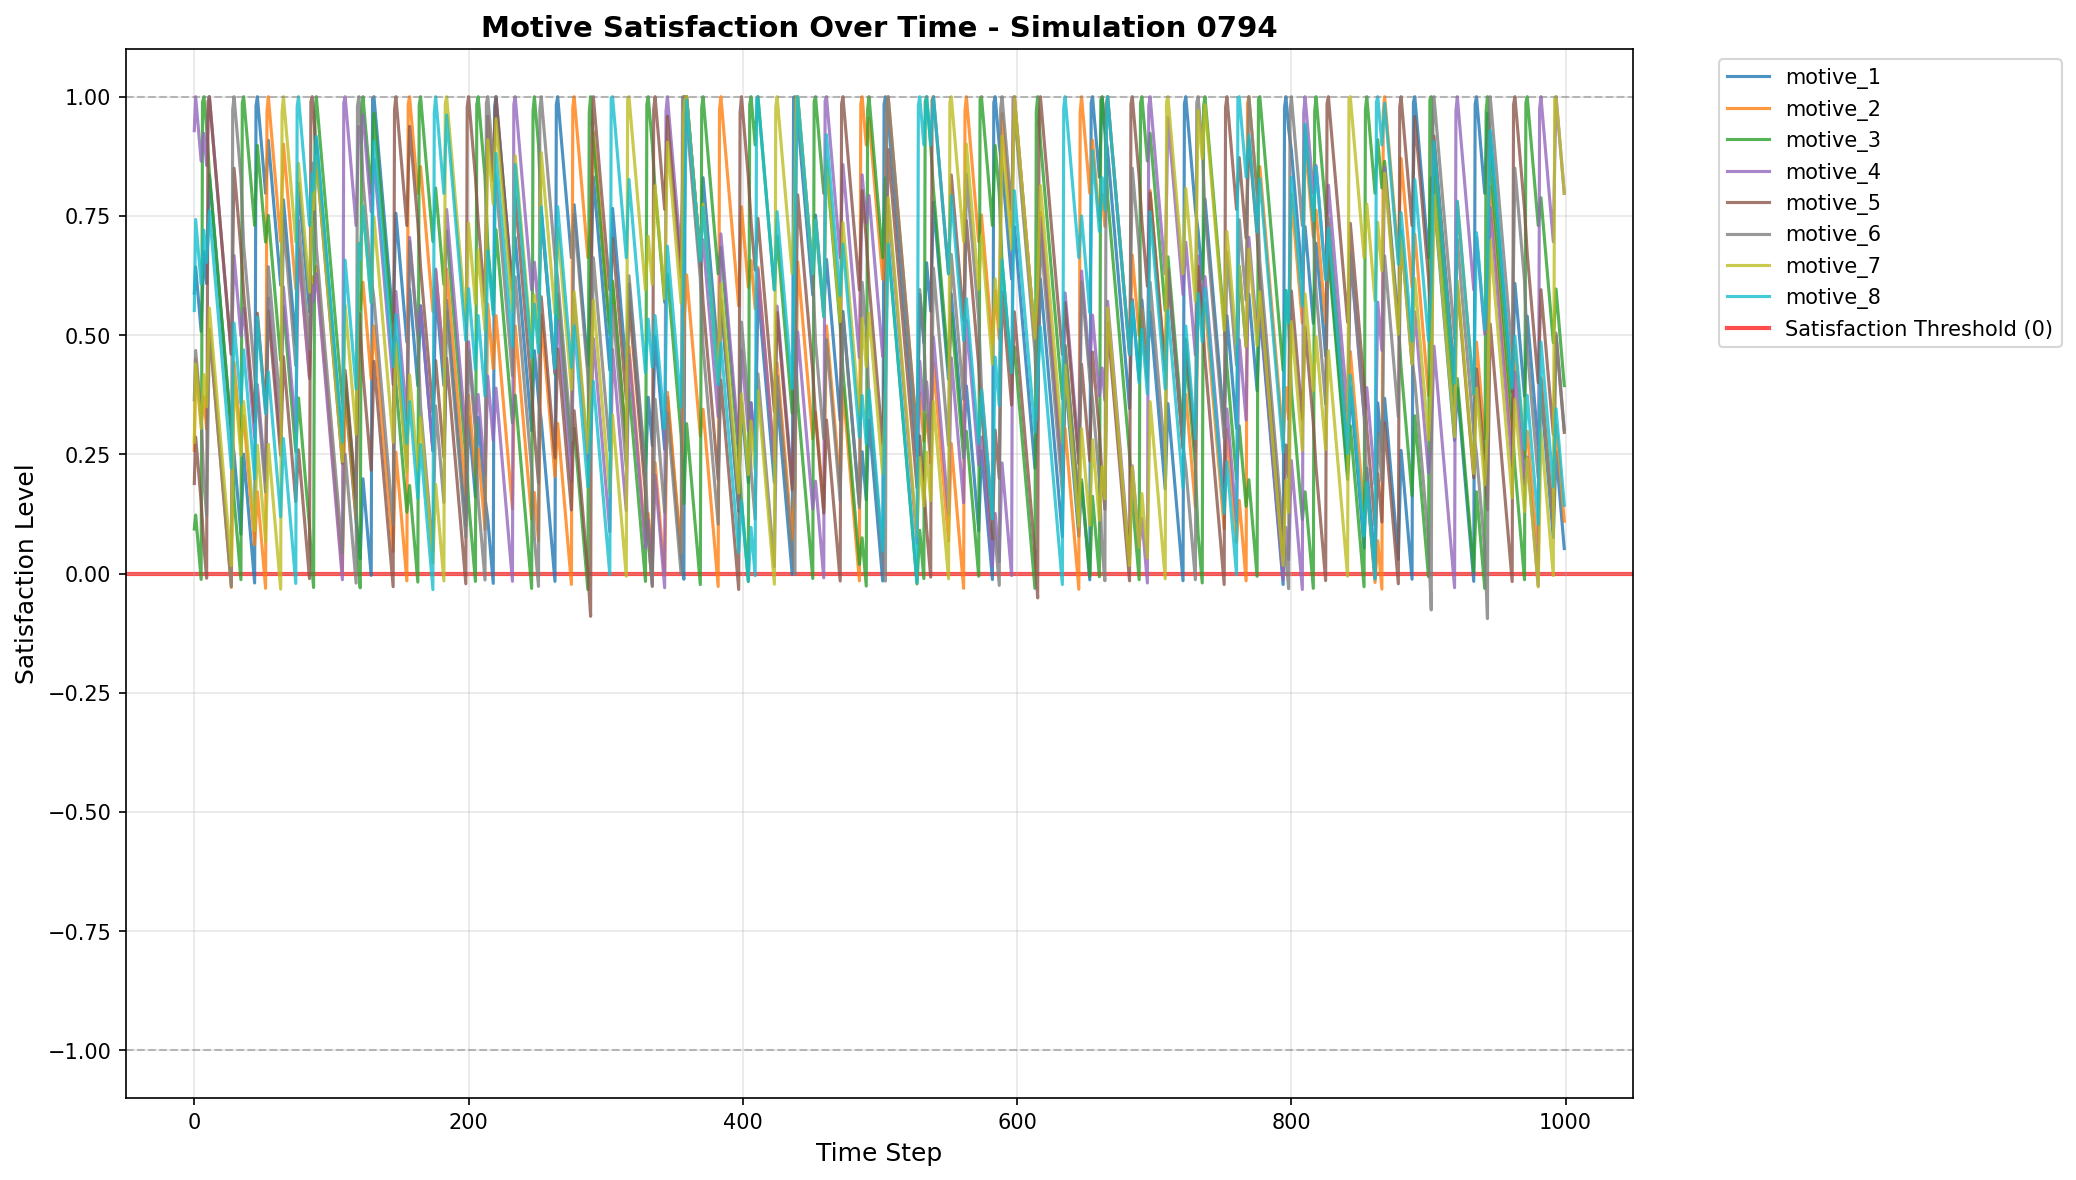 Motive Satisfaction Over Time - Simulation 0794
1.00
0.75
0.50
0.25
0.00
−0.25
−0.50
−0.75
−1.00
Satisfaction Level
0
200
400
600
800
1000
Time Step
motive_1
motive_2
motive_3
motive_4
motive_5
motive_6
motive_7
motive_8
Satisfaction Threshold (0)